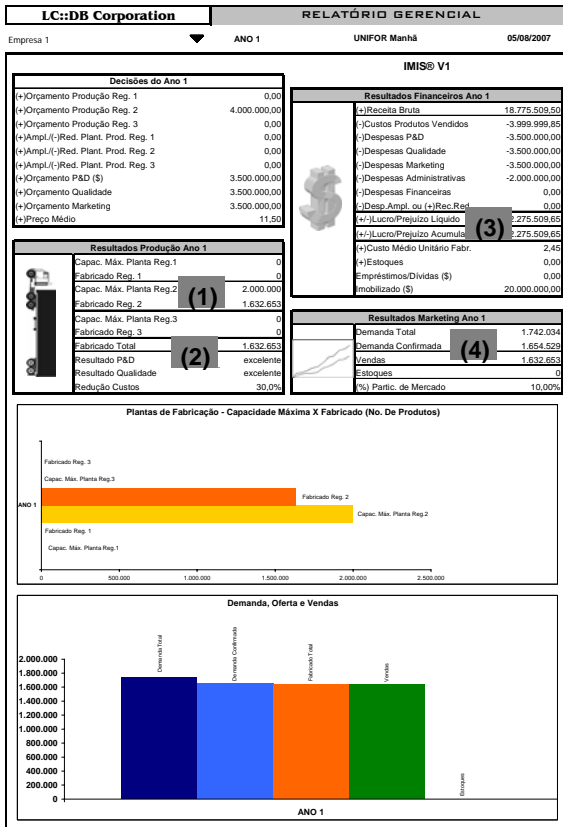 LC::DB Corporation
RELATÓRIO GERENCIAL
Empresa 1 ANO 1 UNIFOR Manhã 05/08/2007
IMIS® V1
Decisões do Ano 1
(+)Orçamento Produção Reg. 1 0,00
(+)Orçamento Produção Reg. 2 4.000.000,00
(+)Orçamento Produção Reg. 3 0,00
(+)Ampl./(-)Red. Plant. Prod. Reg. 1 0,00
(+)Ampl./(-)Red. Plant. Prod. Reg. 2 0,00
(+)Ampl./(-)Red. Plant. Prod. Reg. 3 0,00
(+)Orçamento P&D ($) 3.500.000,00
(+)Orçamento Qualidade 3.500.000,00
(+)Orçamento Marketing 3.500.000,00
(+)Preço Médio 11,50
Resultados Financeiros Ano 1
(+)Receita Bruta 18.775.509,50
(-)Custos Produtos Vendidos -3.999.999,85
(-)Despesas P&D -3.500.000,00
(-)Despesas Qualidade -3.500.000,00
(-)Despesas Marketing -3.500.000,00
(-)Despesas Administrativas -2.000.000,00
(-)Despesas Financeiras 0,00
(-)Desp.Ampl. ou (+)Rec.Red. 0,00
(+/-)Lucro/Prejuízo Líquido 2.275.509,65
(3)
(+/-)Lucro/Prejuízo Acumula 2.275.509,65
(+)Custo Médio Unitário Fabr. 2,45
(+)Estoques 0,00
Empréstimos/Dívidas ($) 0,00
Imobilizado ($) 20.000.000,00
Resultados Produção Ano 1
Capac. Máx. Planta Reg.1 0
Fabricado Reg. 1 0
Capac. Máx. Planta Reg.2 2.000.000
(1)
Fabricado Reg. 2 1.632.653
Capac. Máx. Planta Reg.3 0
Fabricado Reg. 3 0
Fabricado Total 1.632.653
(2)
Resultado P&D excelente
Resultado Qualidade excelente
Redução Custos 30,0%
Resultados Marketing Ano 1
Demanda Total 1.742.034
Demanda Confirmada 1.654.529
(4)
Vendas 1.632.653
Estoques 0
(%) Partic. de Mercado 10,00%
Plantas de Fabricação - Capacidade Máxima X Fabricado (No. De Produtos)
Fabricado Reg. 3
Capac. Máx. Planta Reg.3
Fabricado Reg. 2
ANO 1
Capac. Máx. Planta Reg.2
Fabricado Reg. 1
Capac. Máx. Planta Reg.1
0 500.000 1.000.000 1.500.000 2.000.000 2.500.000
Demanda, Oferta e Vendas
Demanda Total
Demanda Confirmada
Fabricado Total
Vendas
Estoques
2.000.000
1.800.000
1.600.000
1.400.000
1.200.000
1.000.000
800.000
600.000
400.000
200.000
0
ANO 1